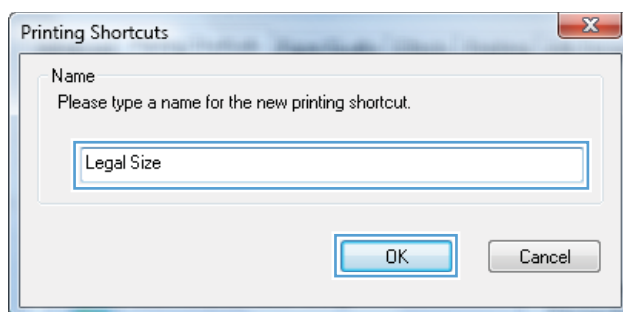 Printing Shortcuts
Name
Please type a name for the new printing shortcut.
Legal Size
OK
Cancel